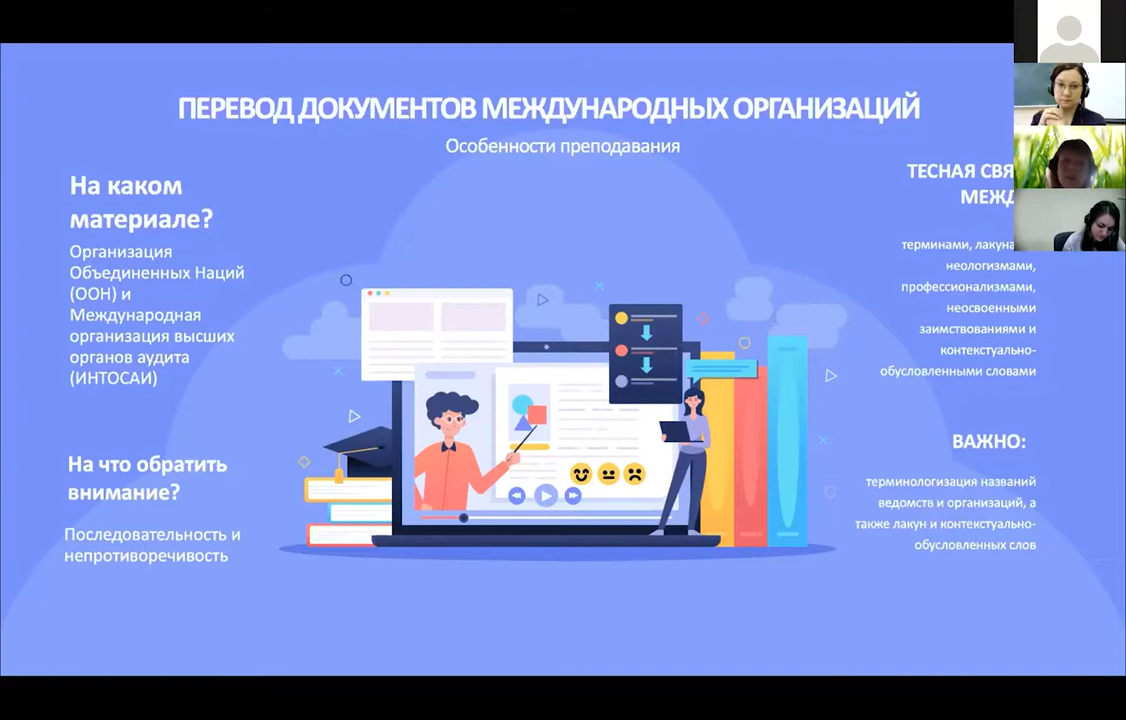 ПЕРЕВОД ДОКУМЕНТОВ МЕЖДУНАРОДНЫХ ОРГАНИЗАЦИЙ
Особенности преподавания
На каком
материале?
Организация
Объединенных Наций
(ООН) и
Международная
организация высших
органов аудита
(ИНТОСАИ)
На что обратить
внимание?
Последовательность и
непротиворечивость
ТЕСНАЯ
терминами,
неологизмами,
профессионализмами,
неосвоенными
заимствованиями и
контекстуально-
обусловленными словами
ВАЖНО:
терминологизация названий
ведомств и организаций, а
также лакун и контекстуально-
обусловленных слов